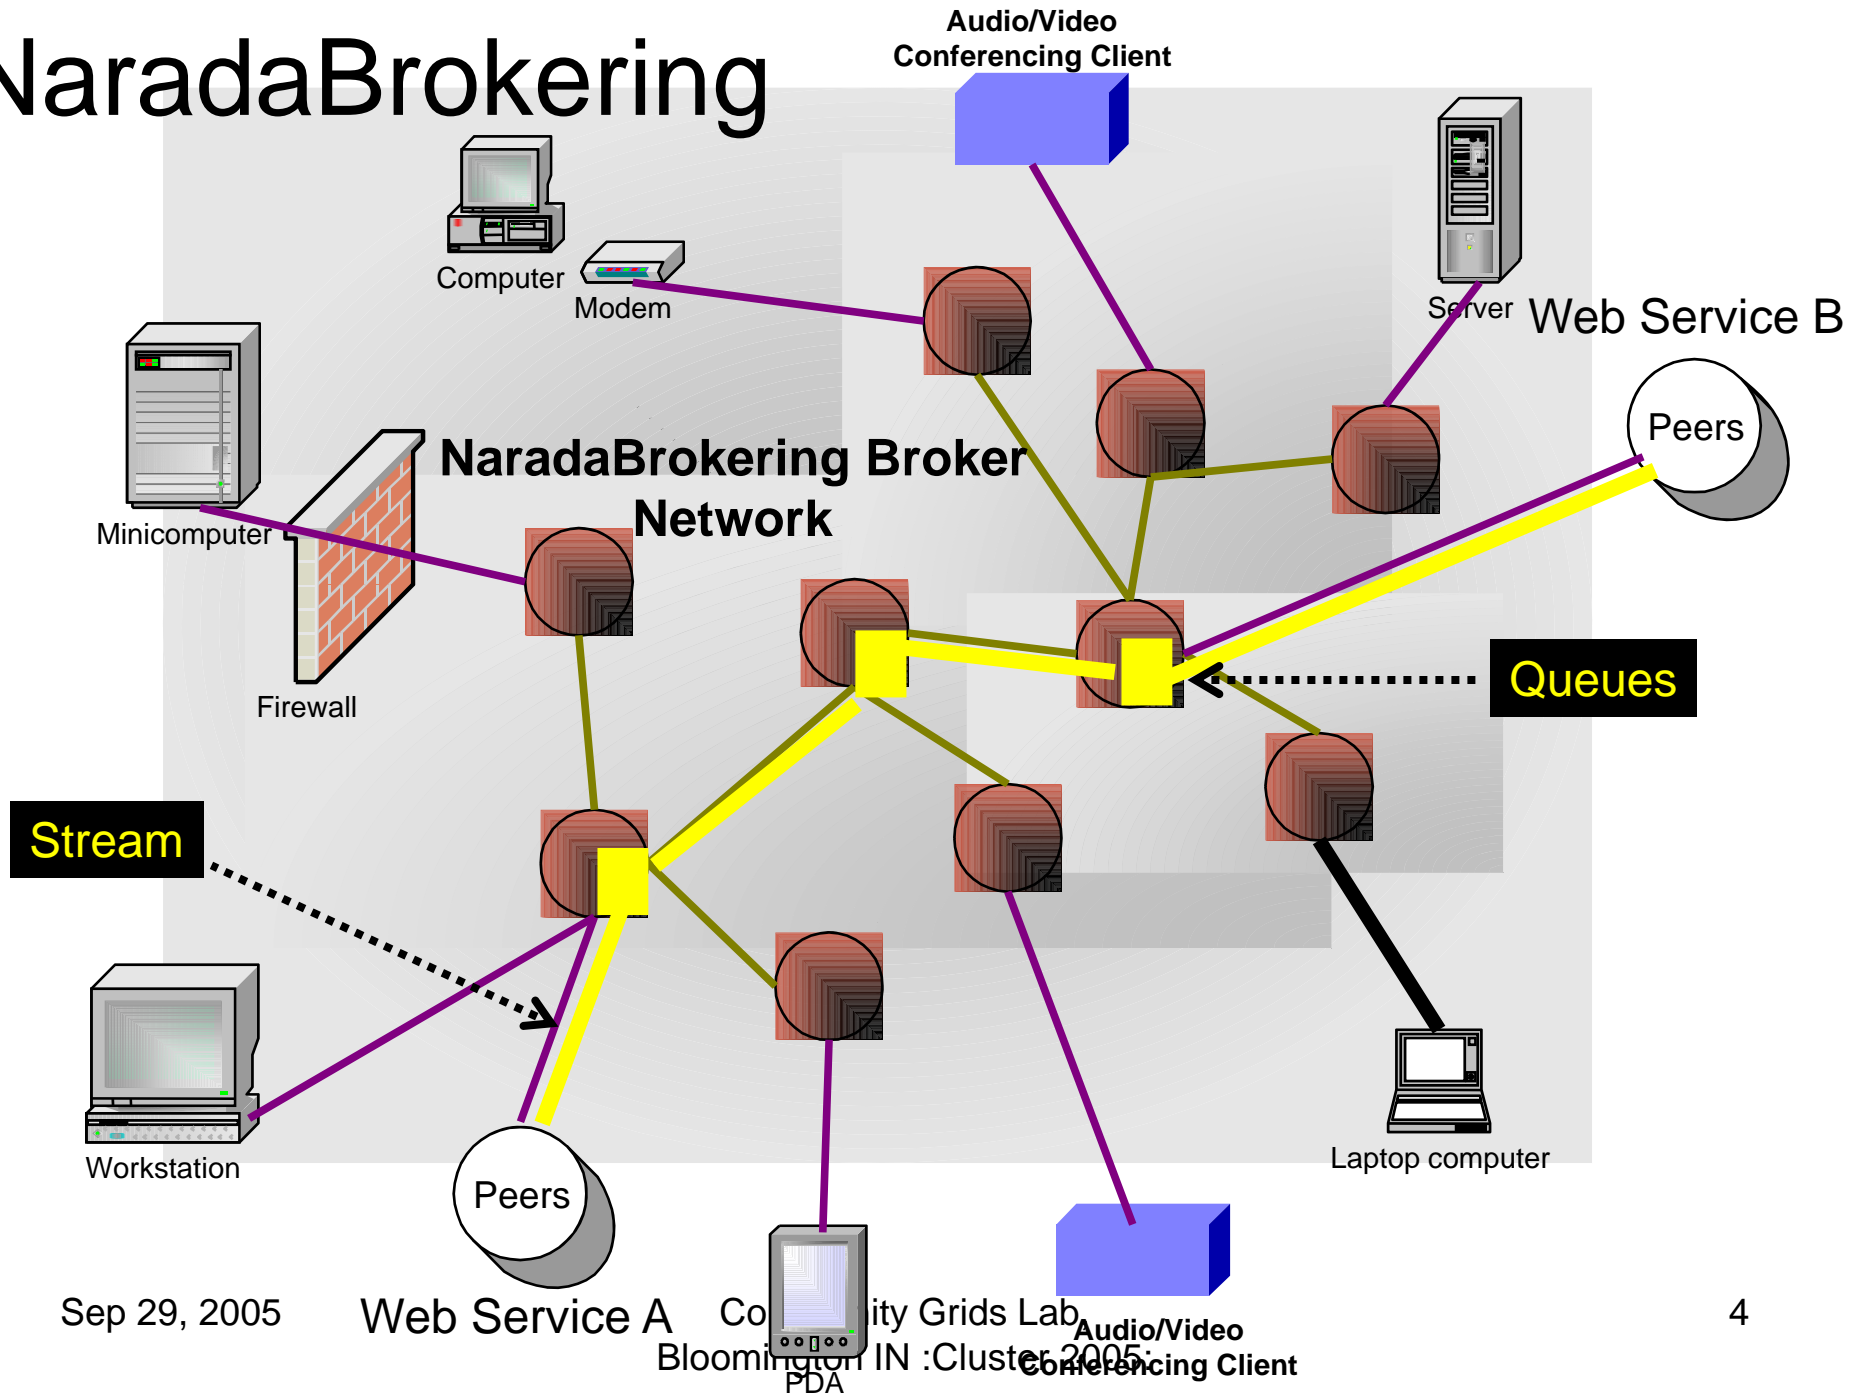 NaradaBrokering
Audio/Video
Conferencing Client
Computer
Modem
Server
Web Service B
Peers
Minicomputer
NaradaBrokering Broker
Network
Firewall
Queues
Stream
Workstation
Peers
Laptop computer
Sep 29, 2005
Web Service A
Grids Lab,
Bloomington IN :Cluster 2005:
4
Audio/Video
Conferencing Client
PDA